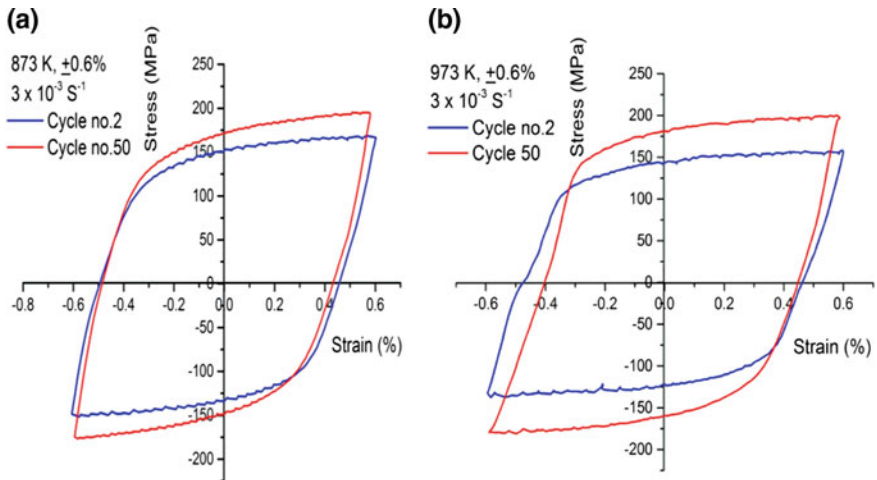 (a)
873 K, ±0.6%
3 x 10⁻³ S⁻¹
Cycle no.2
Cycle no.50
Stress (MPa)
250
200
150
100
50
0
-50
-100
-150
-200
-0.8 -0.6 -0.4 -0.2 0.0 0.2 0.4 0.6 0.8
Strain (%)
(b)
973 K, ±0.6%
3 x 10⁻³ S⁻¹
Cycle no.2
Cycle 50
Stress (MPa)
250
200
150
100
50
0
-50
-100
-150
-200
-0.6 -0.4 -0.2 0.0 0.2 0.4 0.6
Strain (%)